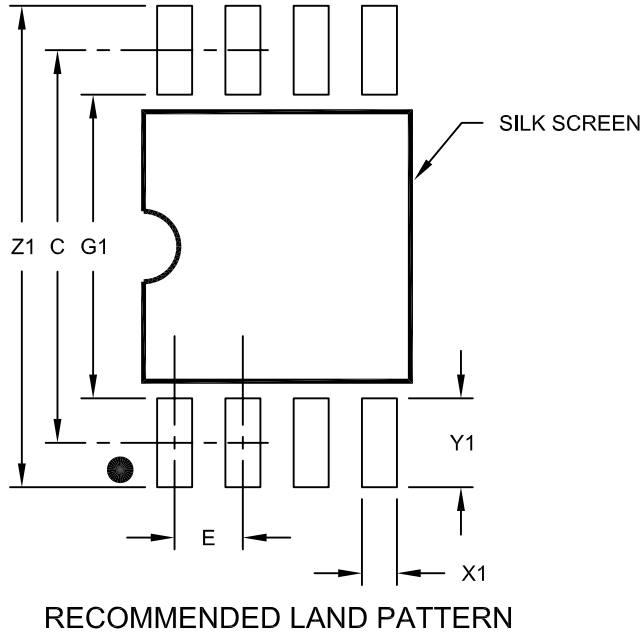 SILK SCREEN
Z1
C
G1
Y1
E
X1
RECOMMENDED LAND PATTERN